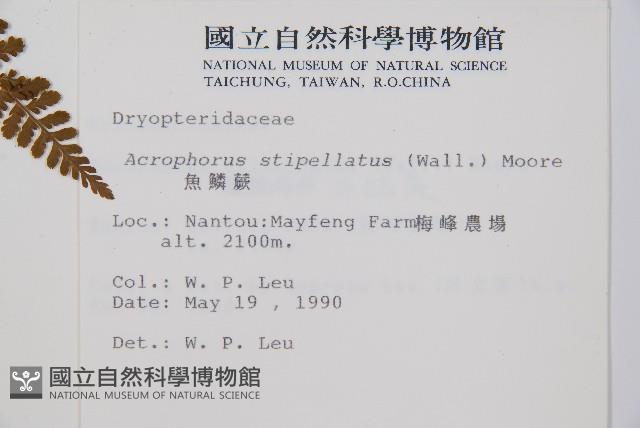 國立自然科學博物館
NATIONAL MUSEUM OF NATURAL SCIENCE
TAICHUNG, TAIWAN, R.O.CHINA
Dryopteridaceae
Acrophorus stipellatus (Wall.) Moore
魚鱗蕨
Loc.: Nantou:Mayfeng Farm梅峰農場
alt. 2100m.
Col.: W. P. Leu
Date: May 19 , 1990
Det.: W. P. Leu
國立自然科學博物館
NATIONAL MUSEUM OF NATURAL SCIENCE